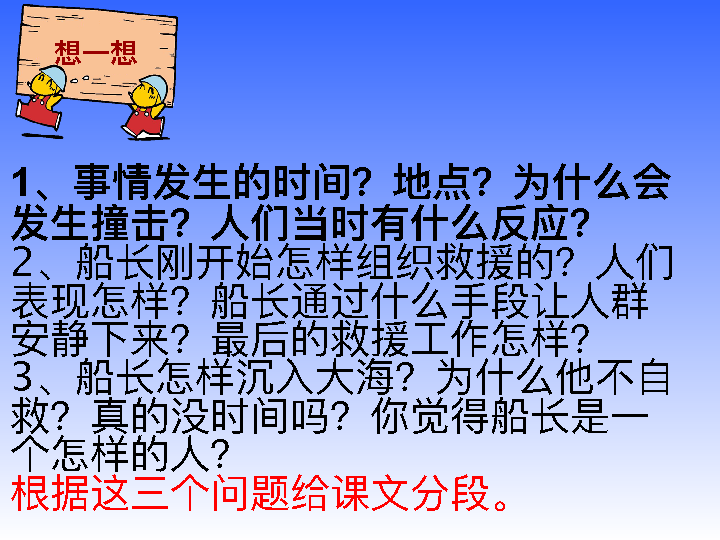 想一想
1、事情发生的时间？地点？为什么会
发生撞击？人们当时有什么反应？
2、船长刚开始怎样组织救援的？人们
表现怎样？船长通过什么手段让人群
安静下来？最后的救援工作怎样？
3、船长怎样沉入大海？为什么他不自
救？真的没时间吗？你觉得船长是一
个怎样的人？
根据这三个问题给课文分段。